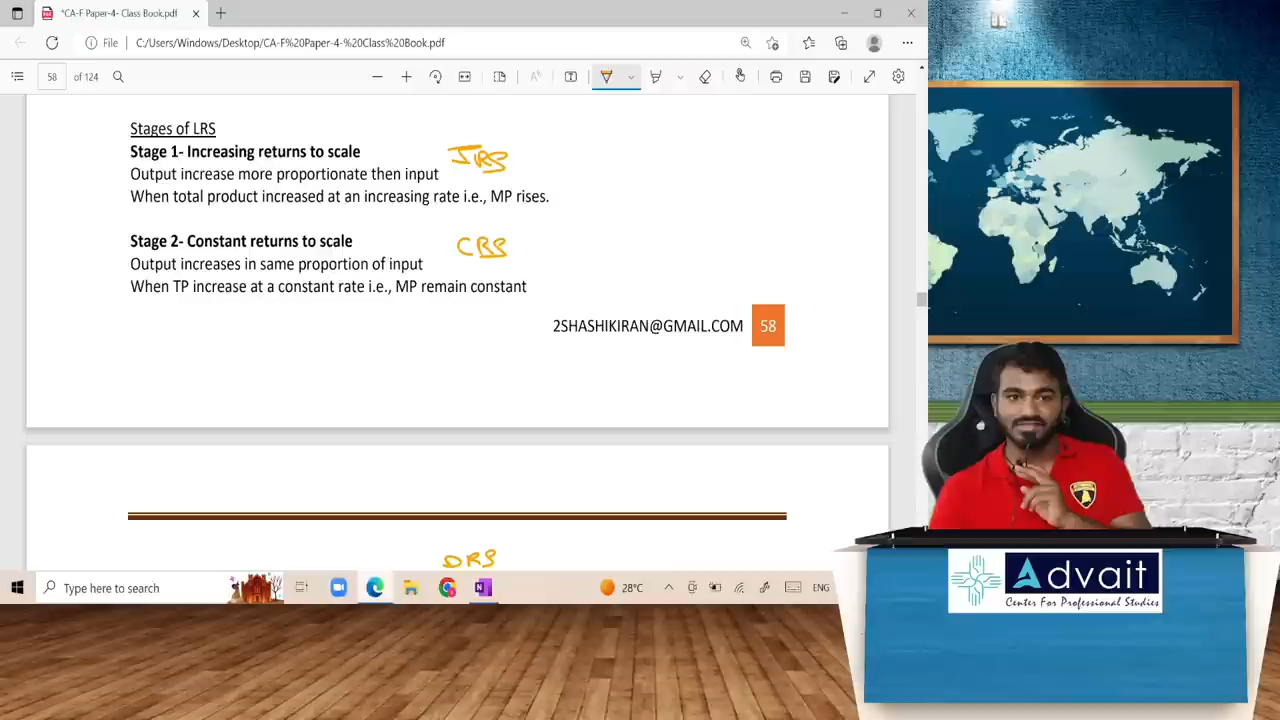 *CA-F Paper-4- Class Book.pdf
File
C:/Users/Windows/Desktop/CA-F%20Paper-4-%20Class%20Book.pdf
58 of 124
Stages of LRS
Stage 1- Increasing returns to scale
IRS
Output increase more proportionate then input
When total product increased at an increasing rate i.e., MP rises.
Stage 2- Constant returns to scale
CRS
Output increases in same proportion of input
When TP increase at a constant rate i.e., MP remain constant
2SHASHIKIRAN@GMAIL.COM 58
DRS
Type here to search
28°C
ENG
Advait
Center For Professional Studies